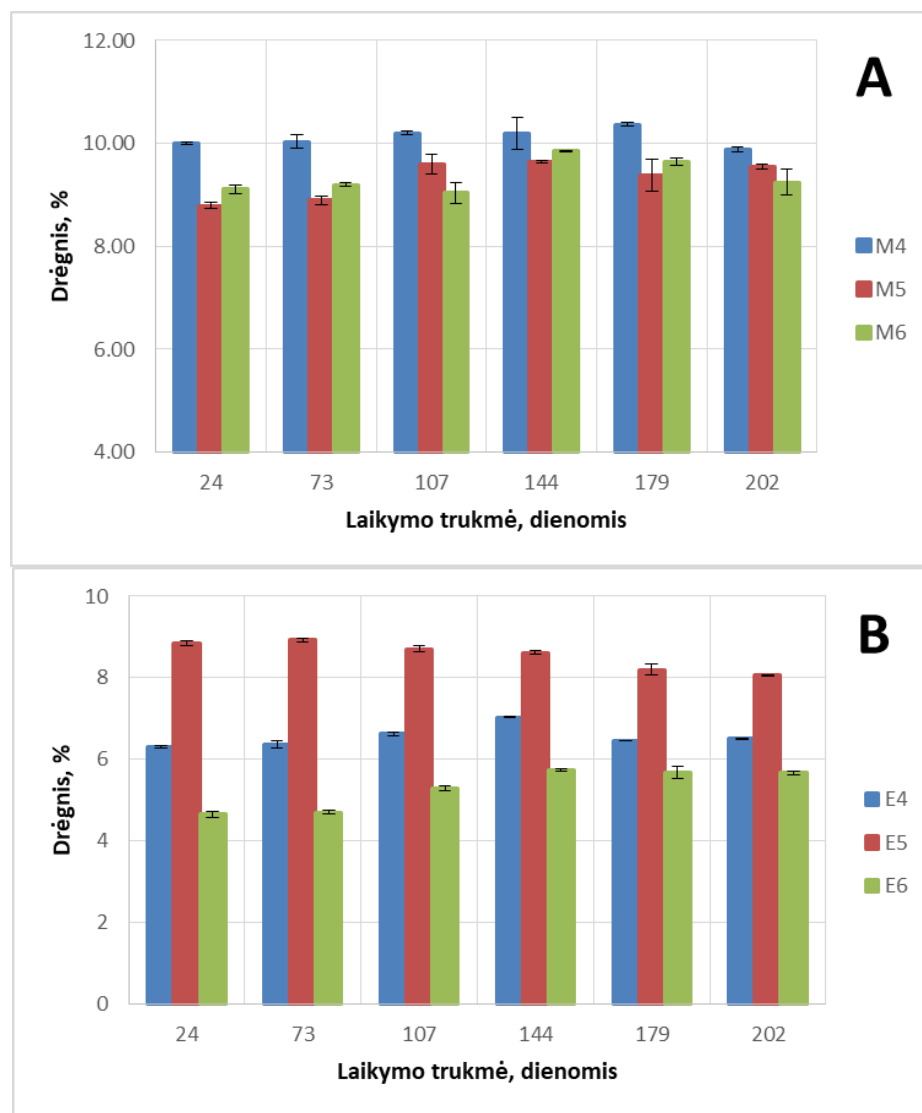 A
12.00
10.00
8.00
6.00
4.00
Drėgnis, %
24 73 107 144 179 202
Laikymo trukmė, dienomis
M4
M5
M6
B
10
8
6
4
2
0
Drėgnis, %
24 73 107 144 179 202
Laikymo trukmė, dienomis
E4
E5
E6